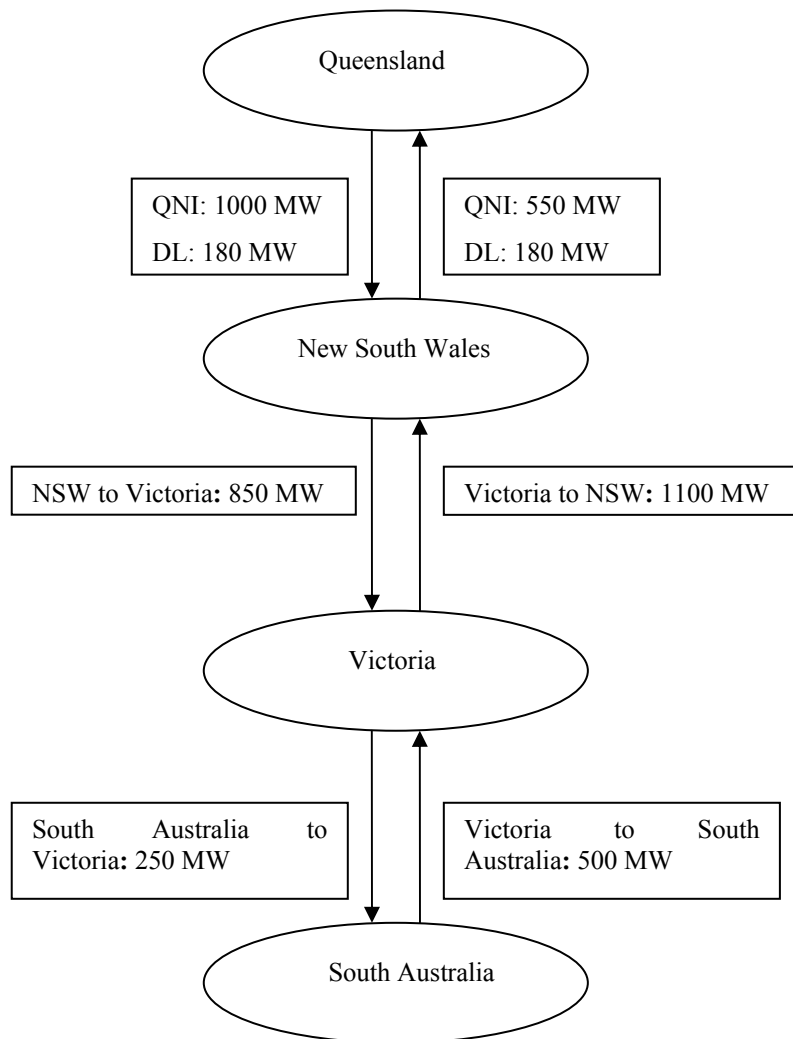 Queensland
QNI: 1000 MW
DL: 180 MW
QNI: 550 MW
DL: 180 MW
New South Wales
NSW to Victoria: 850 MW
Victoria to NSW: 1100 MW
Victoria
South Australia to
Victoria: 250 MW
Victoria to South
Australia: 500 MW
South Australia